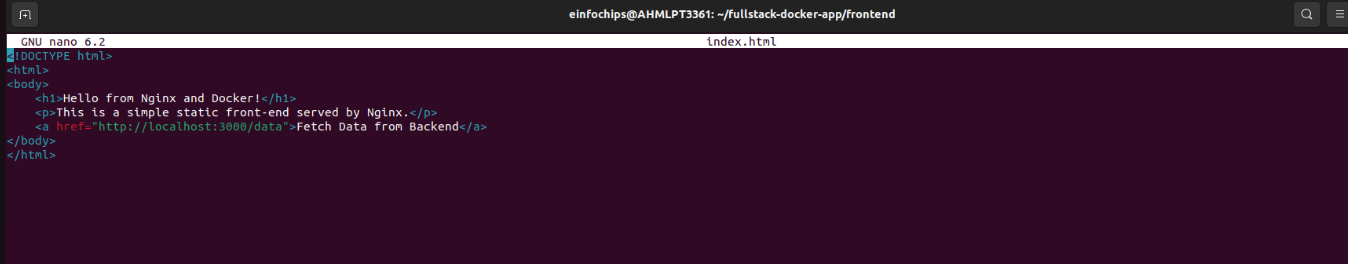 einfochips@AHMLPT3361: ~/fullstack-docker-app/frontend
GNU nano 6.2 index.html
<!DOCTYPE html>
<html>
<body>
    <h1>Hello from Nginx and Docker!</h1>
    <p>This is a simple static front-end served by Nginx.</p>
    <a href="http://localhost:3000/data">Fetch Data from Backend</a>
</body>
</html>